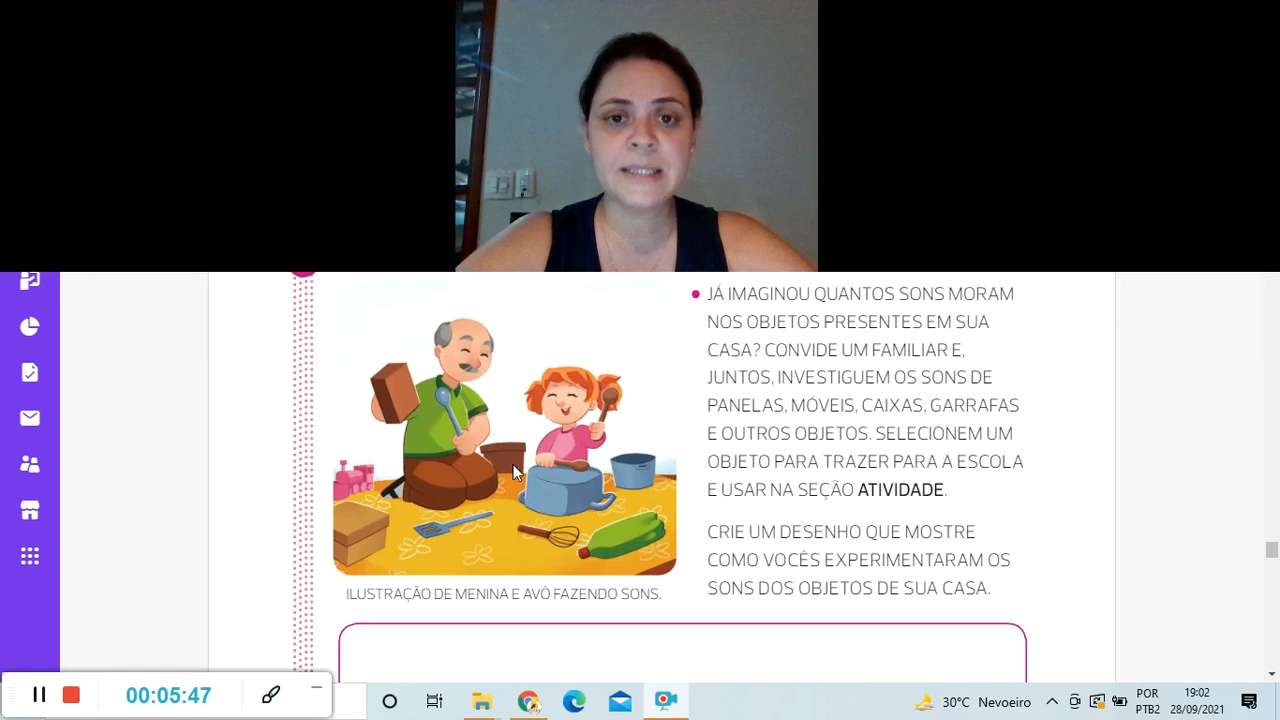 JÁ IMAGINOU QUANTOS SONS MORAM
NOS OBJETOS PRESENTES EM SUA
CASA? CONVIDE UM FAMILIAR E,
JUNTOS, INVESTIGUEM OS SONS DE
PANELAS, MÓVEIS, CAIXAS, GARRAFAS
E OUTROS OBJETOS. SELECIONEM UM
OBJETO PARA TRAZER PARA A ESCOLA
E USAR NA SEÇÃO ATIVIDADE.
CRIE UM DESENHO QUE MOSTRE
COMO VOCÊS EXPERIMENTARAM OS
SONS DOS OBJETOS DE SUA CASA.
ILUSTRAÇÃO DE MENINA E AVÔ FAZENDO SONS.
00:05:47
30°C Nevoeiro
POR
PTB2
19:02
28/09/2021